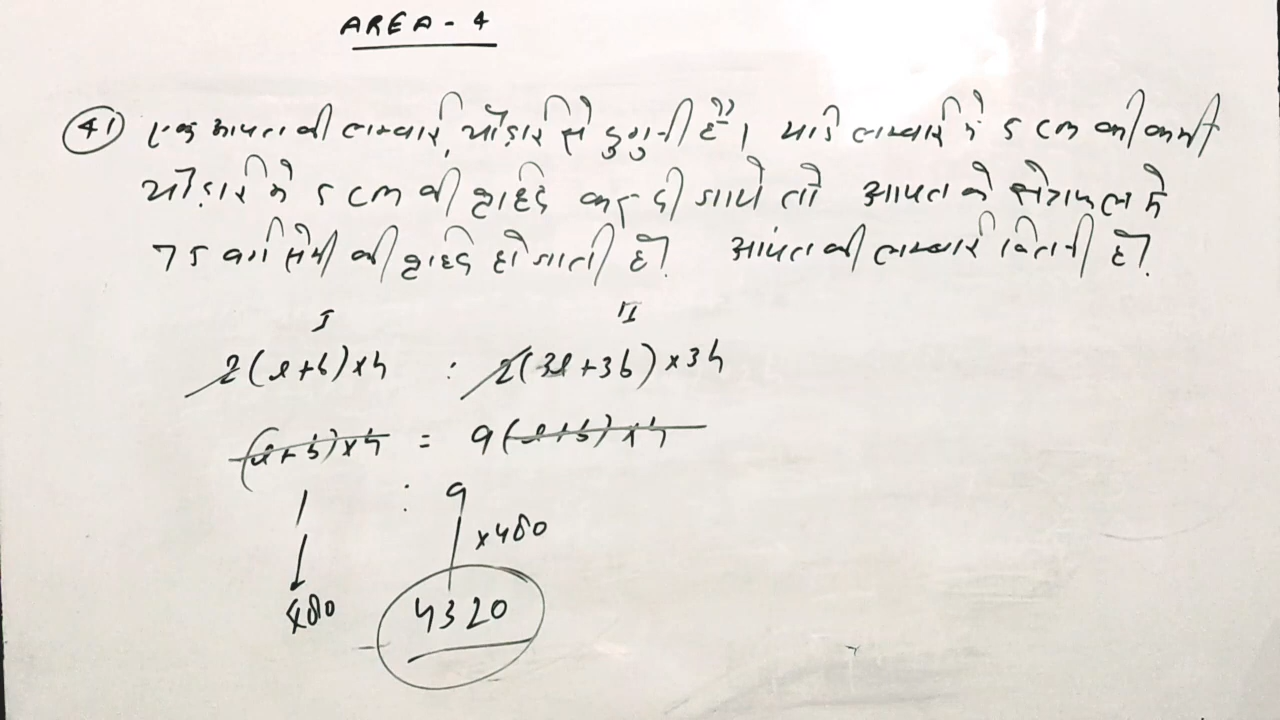 AREA - 4
(41) एक आयत की लम्बाई, चौड़ाई से दुगुनी है। यदि लम्बाई में 5 cm की कमी
चौड़ाई में 5 cm की वृद्धि कर दी जाये तो आयत के क्षेत्रफल में
75 वर्ग सेमी की वृद्धि हो जाती है। आयत की लम्बाई कितनी है?
I II
2(l+b)×h : 2(3l+3b)×3h
(l+b)×h = 9(l+b)×h
1 : 9
×480
480 4320